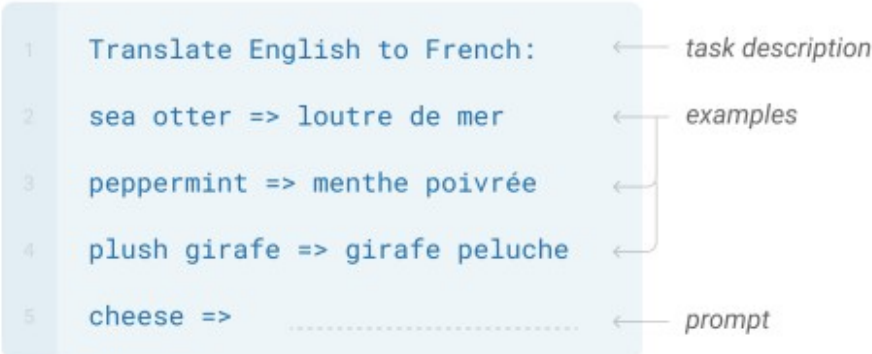 1 Translate English to French: task description
2 sea otter => loutre de mer examples
3 peppermint => menthe poivrée
4 plush girafe => girafe peluche
5 cheese => prompt